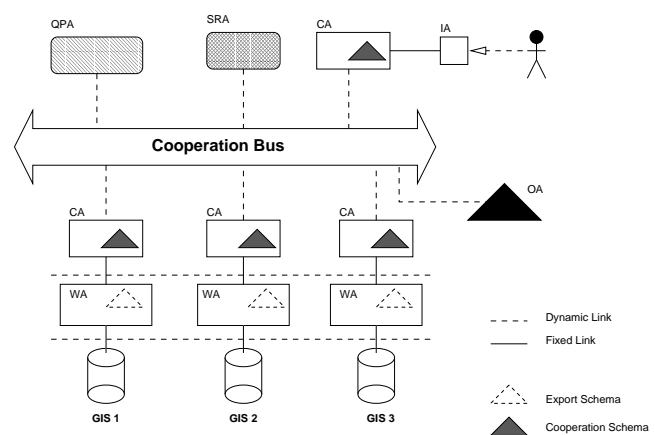 QPA
SRA
CA
IA
Cooperation Bus
OA
CA
CA
CA
WA
WA
WA
GIS 1
GIS 2
GIS 3
Dynamic Link
Fixed Link
Export Schema
Cooperation Schema